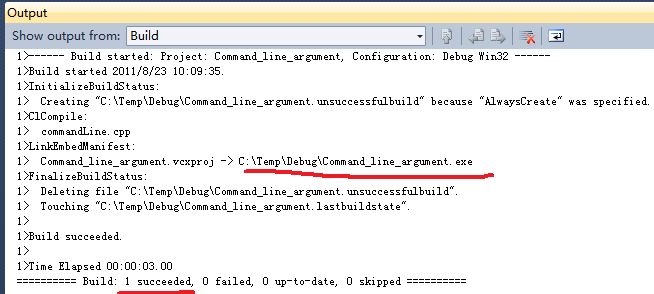 Output
Show output from: Build
1>------ Build started: Project: Command_line_argument, Configuration: Debug Win32 ------
1>Build started 2011/8/23 10:09:35.
1>InitializeBuildStatus:
1>  Creating "C:\Temp\Debug\Command_line_argument.unsuccessfulbuild" because "AlwaysCreate" was specified.
1>ClCompile:
1>  commandLine.cpp
1>LinkEmbedManifest:
1>  Command_line_argument.vcxproj -> C:\Temp\Debug\Command_line_argument.exe
1>FinalizeBuildStatus:
1>  Deleting file "C:\Temp\Debug\Command_line_argument.unsuccessfulbuild".
1>  Touching "C:\Temp\Debug\Command_line_argument.lastbuildstate".
1>
1>Build succeeded.
1>
1>Time Elapsed 00:00:03.00
========== Build: 1 succeeded, 0 failed, 0 up-to-date, 0 skipped ==========